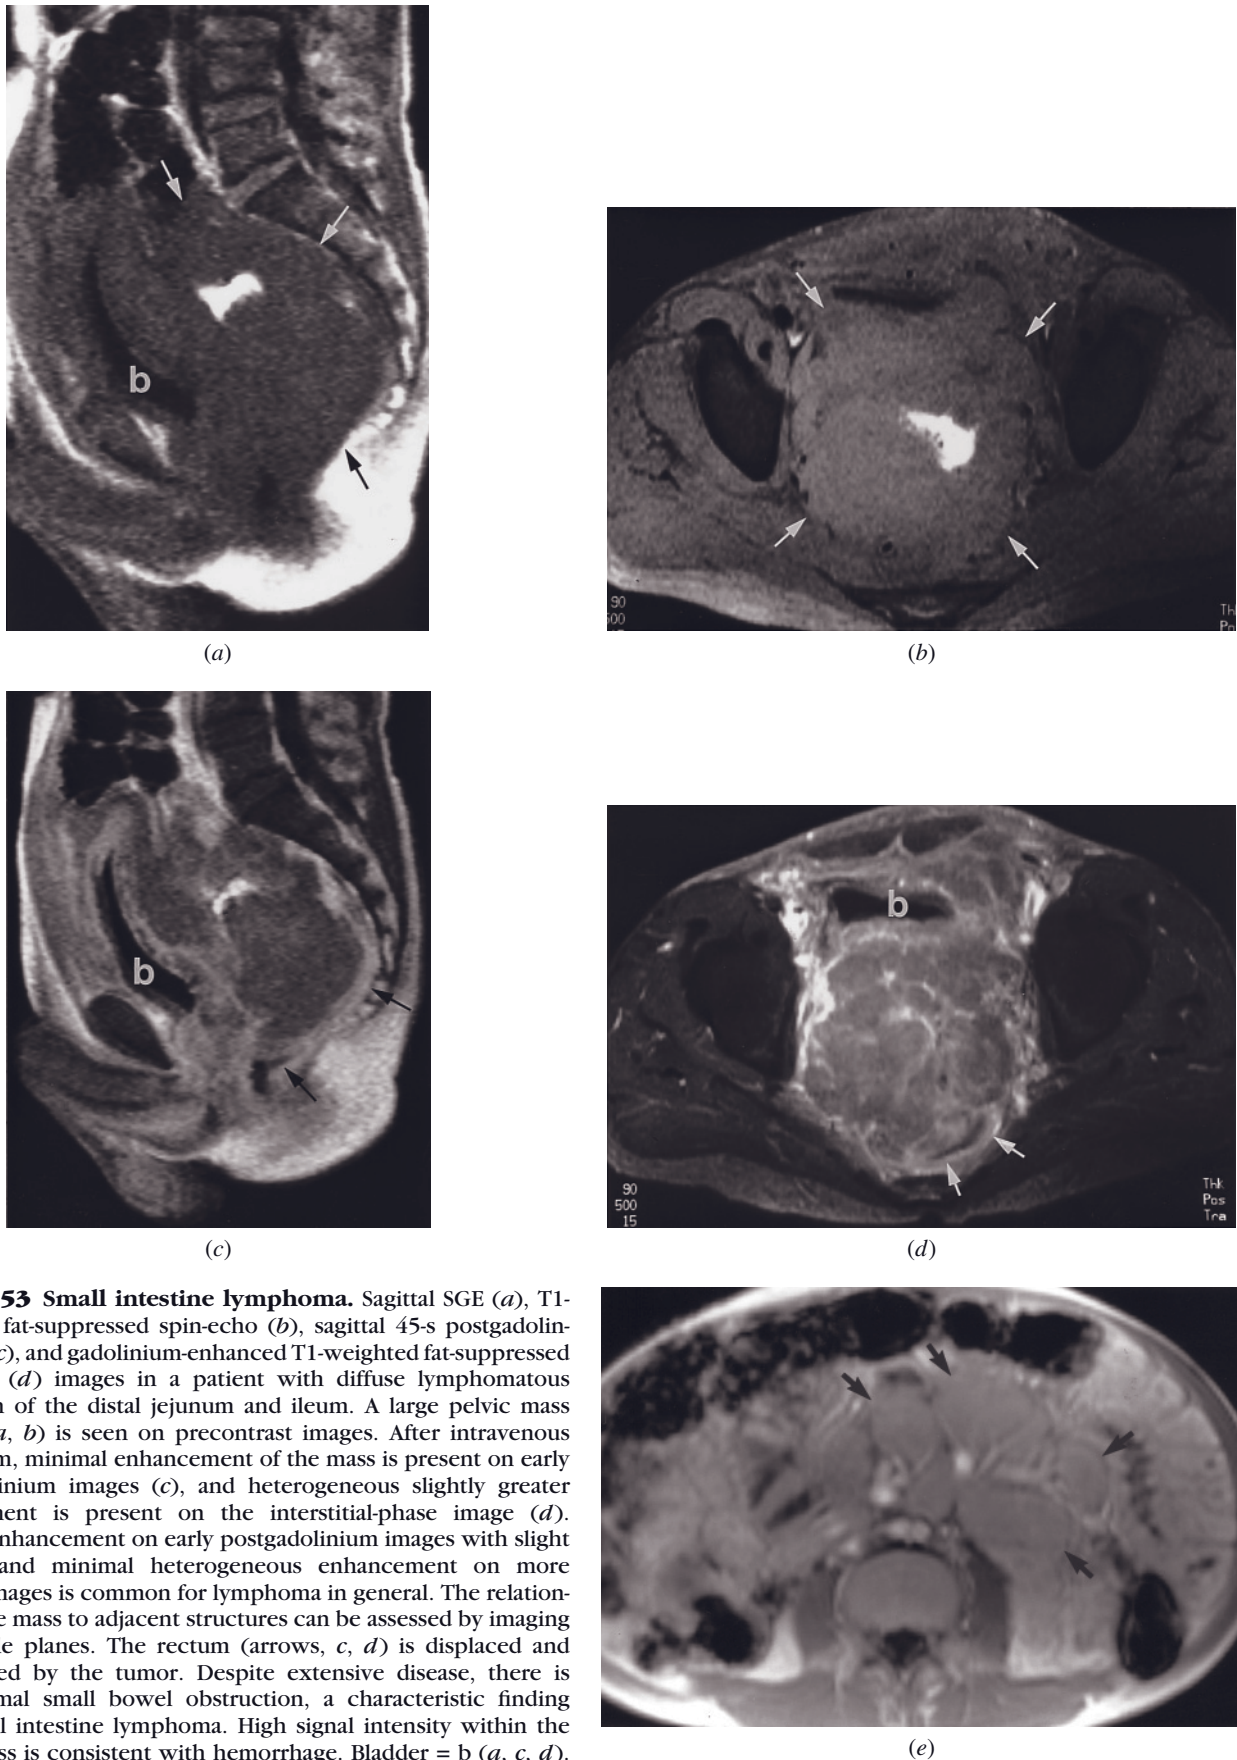 b
90
500
15
Th
Po
(a)
(b)
b
b
90
500
15
Thk
Pos
Tra
(c)
(d)
53 Small intestine lymphoma. Sagittal SGE (a), T1-
fat-suppressed spin-echo (b), sagittal 45-s postgadolin-
c), and gadolinium-enhanced T1-weighted fat-suppressed
(d) images in a patient with diffuse lymphomatous
n of the distal jejunum and ileum. A large pelvic mass
a, b) is seen on precontrast images. After intravenous
m, minimal enhancement of the mass is present on early
linium images (c), and heterogeneous slightly greater
ment is present on the interstitial-phase image (d).
nhancement on early postgadolinium images with slight
and minimal heterogeneous enhancement on more
mages is common for lymphoma in general. The relation-
e mass to adjacent structures can be assessed by imaging
le planes. The rectum (arrows, c, d) is displaced and
ed by the tumor. Despite extensive disease, there is
mal small bowel obstruction, a characteristic finding
l intestine lymphoma. High signal intensity within the
ss is consistent with hemorrhage. Bladder = b (a, c, d).
(e)